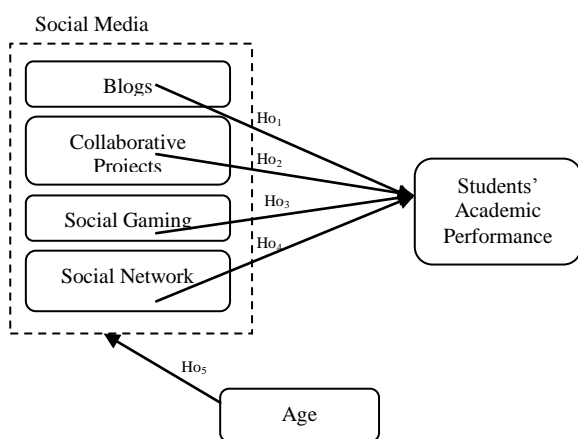 Social Media
Blogs
Ho₁
Collaborative
Projects
Ho₂
Social Gaming
Ho₃
Social Network
Ho₄
Students’
Academic
Performance
Ho₅
Age